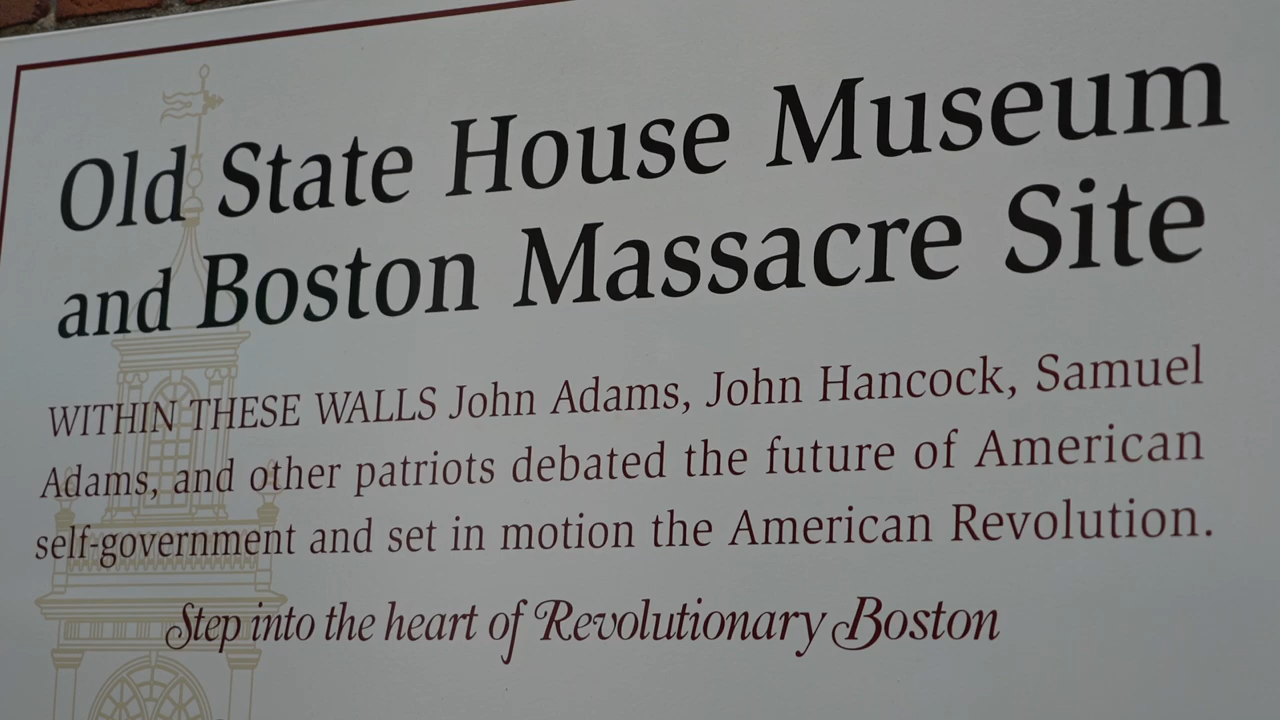 Old State House Museum
and Boston Massacre Site
WITHIN THESE WALLS John Adams, John Hancock, Samuel
Adams, and other patriots debated the future of American
self-government and set in motion the American Revolution.
Step into the heart of Revolutionary Boston